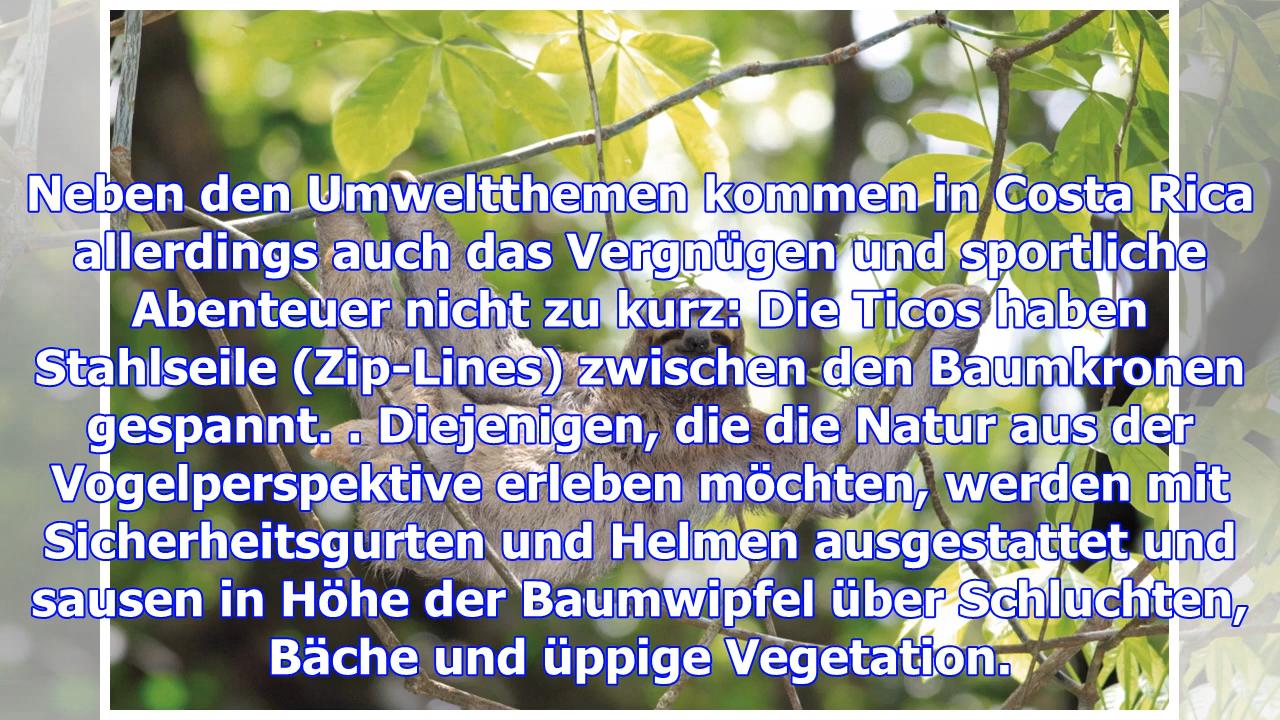 Neben den Umweltthemen kommen in Costa Rica
allerdings auch das Vergnügen und sportliche
Abenteuer nicht zu kurz: Die Ticos haben
Stahlseile (Zip-Lines) zwischen den Baumkronen
gespannt. . Diejenigen, die die Natur aus der
Vogelperspektive erleben möchten, werden mit
Sicherheitsgurten und Helmen ausgestattet und
sausen in Höhe der Baumwipfel über Schluchten,
Bäche und üppige Vegetation.